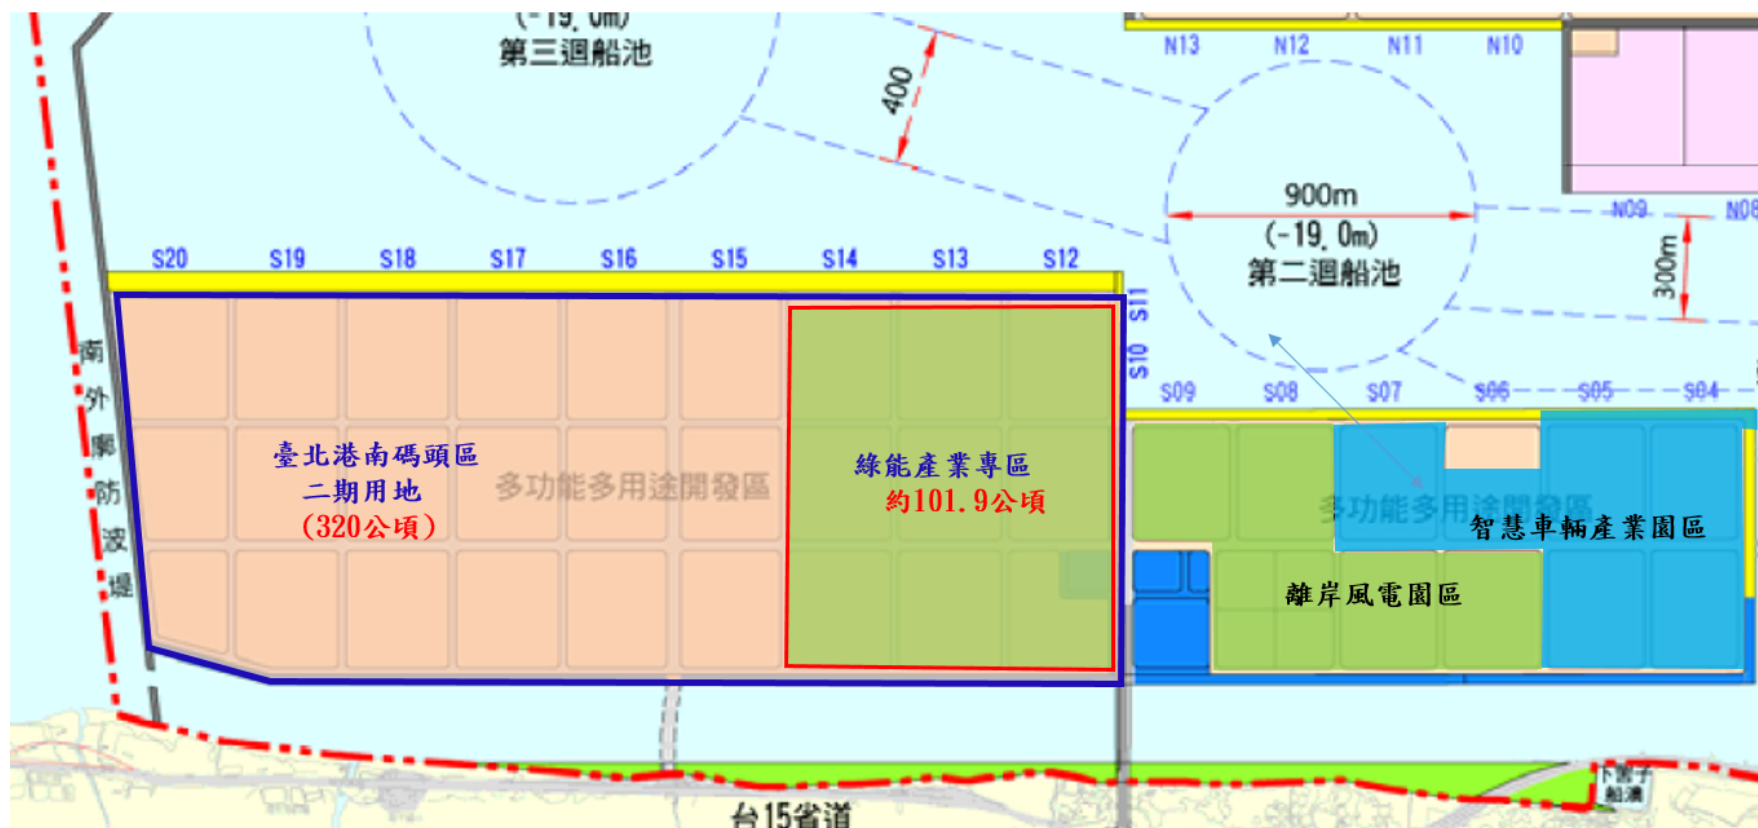 (-19.0m)
第三迴船池
400
N13
N12
N11
N10
900m
(-19.0m)
第二迴船池
N09
N08
300m
S20
S19
S18
S17
S16
S15
S14
S13
S12
S11
S10
S09
S08
S07
S06
S05
S04
南外廓防波堤
臺北港南碼頭區
二期用地
(320公頃)
多功能多用途開發區
綠能產業專區
約101.9公頃
多功能多用途開發區
智慧車輛產業園區
離岸風電園區
下罟子
船澳
台15省道